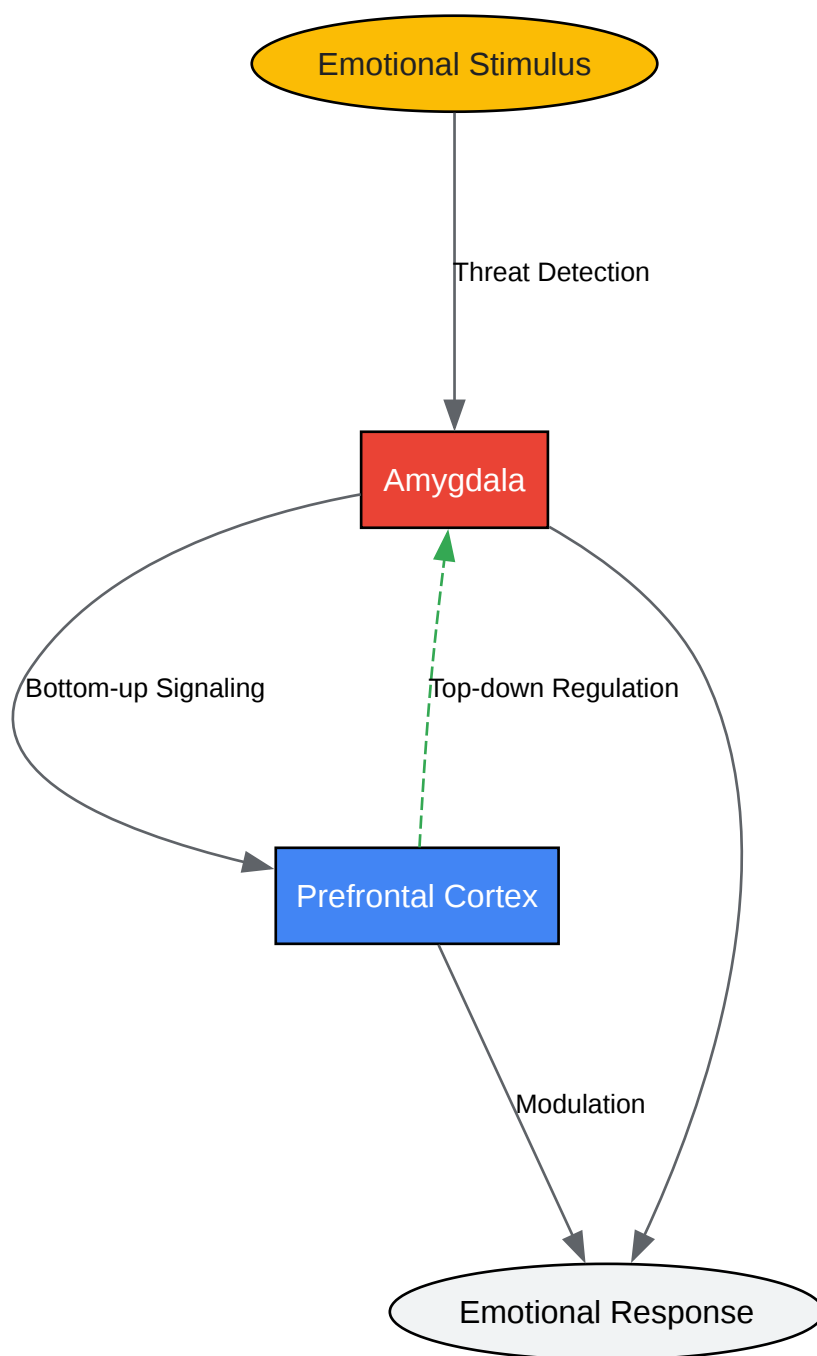 Emotional Stimulus
Threat Detection
Amygdala
Bottom-up Signaling
Top-down Regulation
Prefrontal Cortex
Modulation
Emotional Response